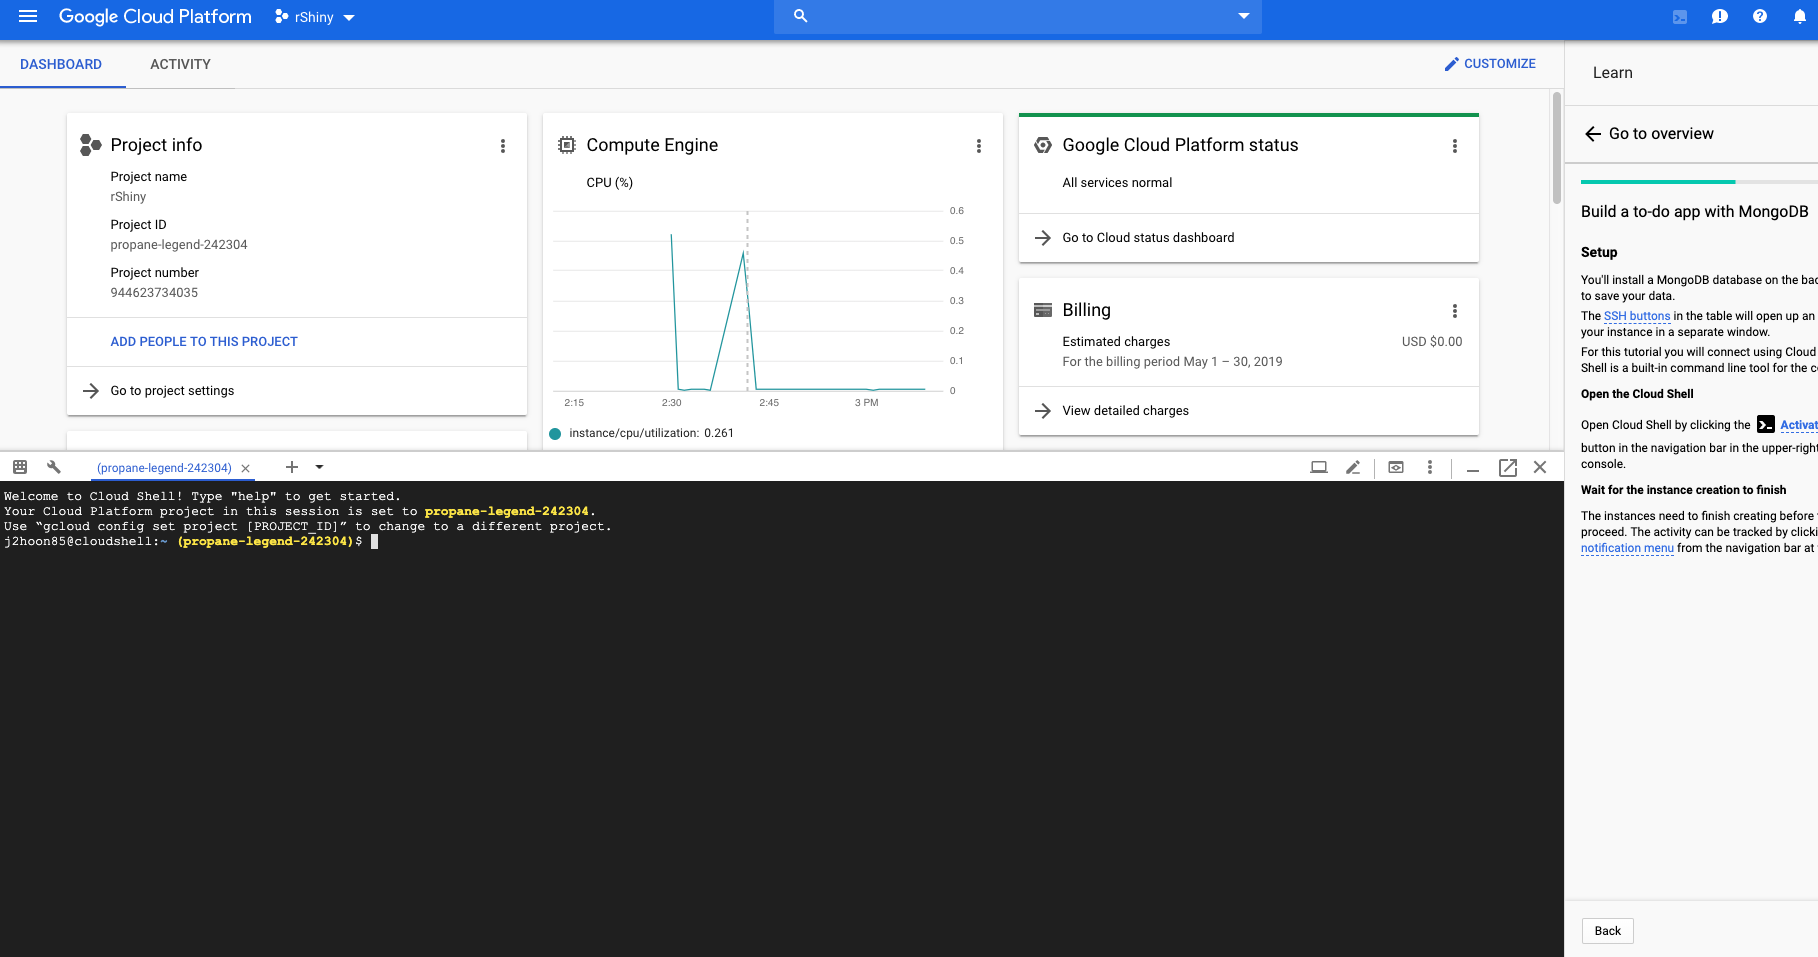 Google Cloud Platform
rShiny
DASHBOARD
ACTIVITY
CUSTOMIZE
Project info
Project name
rShiny
Project ID
propane-legend-242304
Project number
944623734035
ADD PEOPLE TO THIS PROJECT
Go to project settings
Compute Engine
CPU (%)
0.6
0.5
0.4
0.3
0.2
0.1
0
2:15
2:30
2:45
3 PM
instance/cpu/utilization: 0.261
Google Cloud Platform status
All services normal
Go to Cloud status dashboard
Billing
Estimated charges
USD $0.00
For the billing period May 1 – 30, 2019
View detailed charges
Learn
Go to overview
Build a to-do app with MongoDB
Setup
You'll install a MongoDB database on the bac
to save your data.
The SSH buttons in the table will open up an
your instance in a separate window.
For this tutorial you will connect using Cloud
Shell is a built-in command line tool for the c
Open the Cloud Shell
Open Cloud Shell by clicking the Activat
button in the navigation bar in the upper-right
console.
Wait for the instance creation to finish
The instances need to finish creating before
proceed. The activity can be tracked by clicki
notification menu from the navigation bar at
Back
(propane-legend-242304)
Welcome to Cloud Shell! Type "help" to get started.
Your Cloud Platform project in this session is set to propane-legend-242304.
Use “gcloud config set project [PROJECT_ID]” to change to a different project.
j2hoon85@cloudshell:~ (propane-legend-242304)$